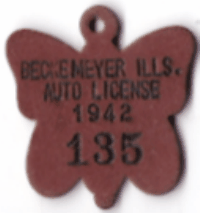 BECKEMEYER ILLS.
AUTO LICENSE
1942
135